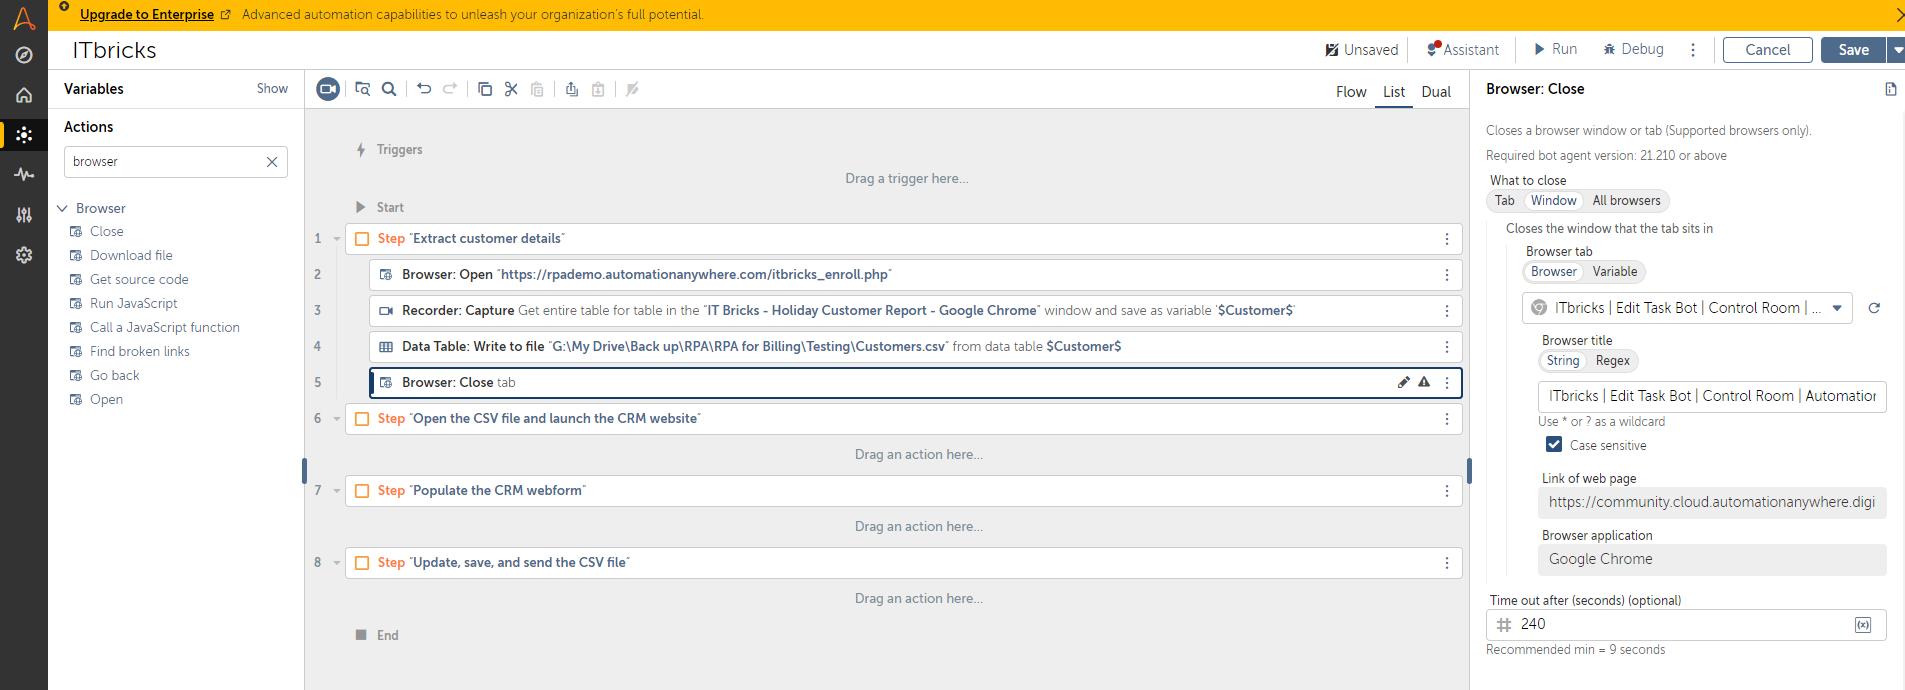 Upgrade to Enterprise Advanced automation capabilities to unleash your organization's full potential.
ITbricks
Unsaved Assistant Run Debug Cancel Save
Variables Show
Actions
browser
Browser
Close
Download file
Get source code
Run JavaScript
Call a JavaScript function
Find broken links
Go back
Open
Flow List Dual
Triggers
Drag a trigger here...
Start
1 Step "Extract customer details"
2 Browser: Open "https://rpademo.automationanywhere.com/itbricks_enroll.php"
3 Recorder: Capture Get entire table for table in the "IT Bricks - Holiday Customer Report - Google Chrome" window and save as variable '$Customer$'
4 Data Table: Write to file "G:\My Drive\Back up\RPA\RPA for Billing\Testing\Customers.csv" from data table $Customer$
5 Browser: Close tab
6 Step "Open the CSV file and launch the CRM website"
Drag an action here...
7 Step "Populate the CRM webform"
Drag an action here...
8 Step "Update, save, and send the CSV file"
Drag an action here...
End
Browser: Close
Closes a browser window or tab (Supported browsers only).
Required bot agent version: 21.210 or above
What to close
Tab Window All browsers
Closes the window that the tab sits in
Browser tab
Browser Variable
ITbricks | Edit Task Bot | Control Room | ...
Browser title
String Regex
ITbricks | Edit Task Bot | Control Room | Automation
Use * or ? as a wildcard
Case sensitive
Link of web page
https://community.cloud.automationanywhere.digi
Browser application
Google Chrome
Time out after (seconds) (optional)
240 (x)
Recommended min = 9 seconds